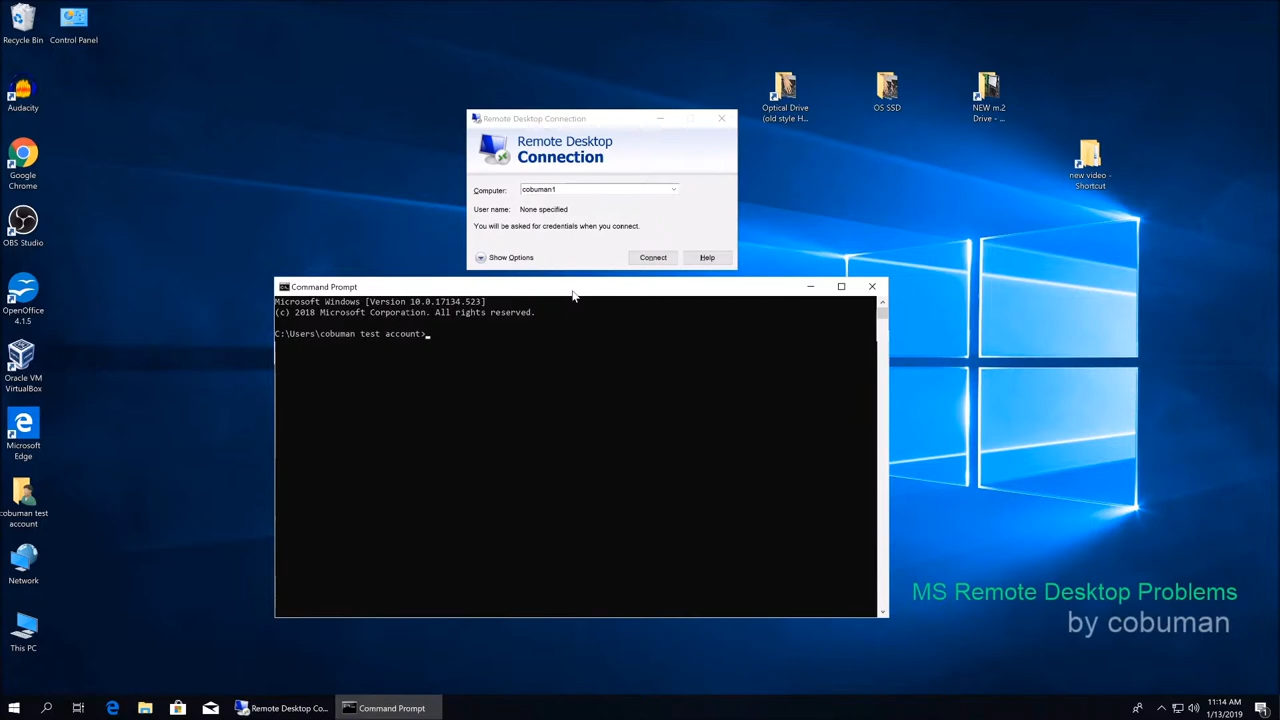 Recycle Bin
Control Panel
Audacity
Google
Chrome
OBS Studio
OpenOffice
4.1.5
Oracle VM
VirtualBox
Microsoft
Edge
cobuman test
account
Network
This PC
Optical Drive
(old style H...
OS SSD
NEW m.2
Drive - ...
new video -
Shortcut
Remote Desktop Connection
Remote Desktop
Connection
Computer: cobuman1
User name: None specified
You will be asked for credentials when you connect.
Show Options Connect Help
Command Prompt
Microsoft Windows [Version 10.0.17134.523]
(c) 2018 Microsoft Corporation. All rights reserved.
C:\Users\cobuman test account>_
MS Remote Desktop Problems
by cobuman
Remote Desktop Co...
Command Prompt
11:14 AM
1/13/2019
1